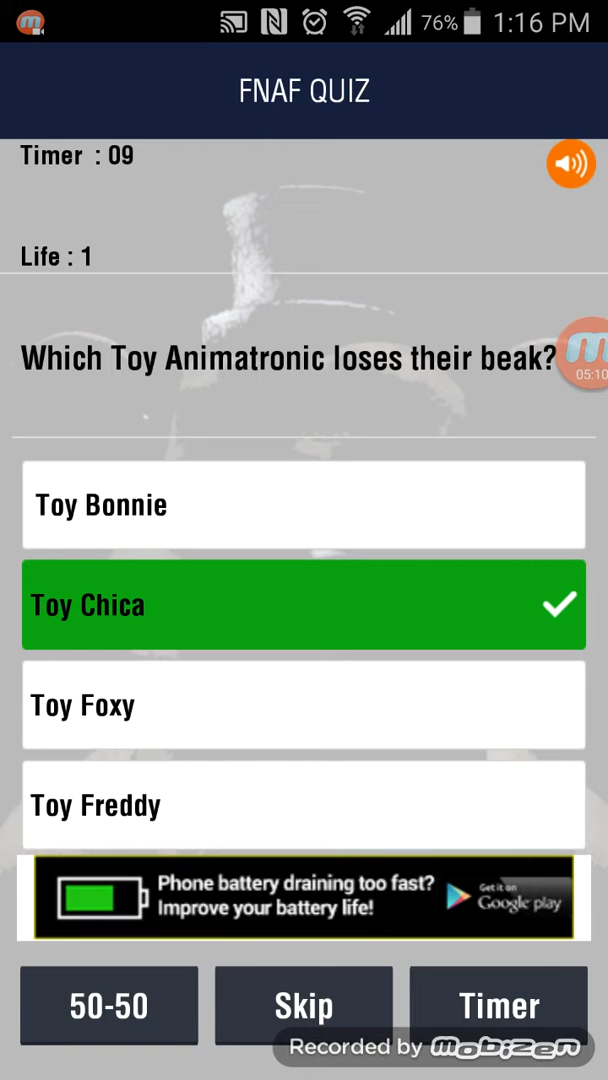 76% 1:16 PM
FNAF QUIZ
Timer : 09
Life : 1
Which Toy Animatronic loses their beak?
05:10
Toy Bonnie
Toy Chica
Toy Foxy
Toy Freddy
Phone battery draining too fast?
Improve your battery life!
Get it on
Google play
50-50 Skip Timer
Recorded by mobizen